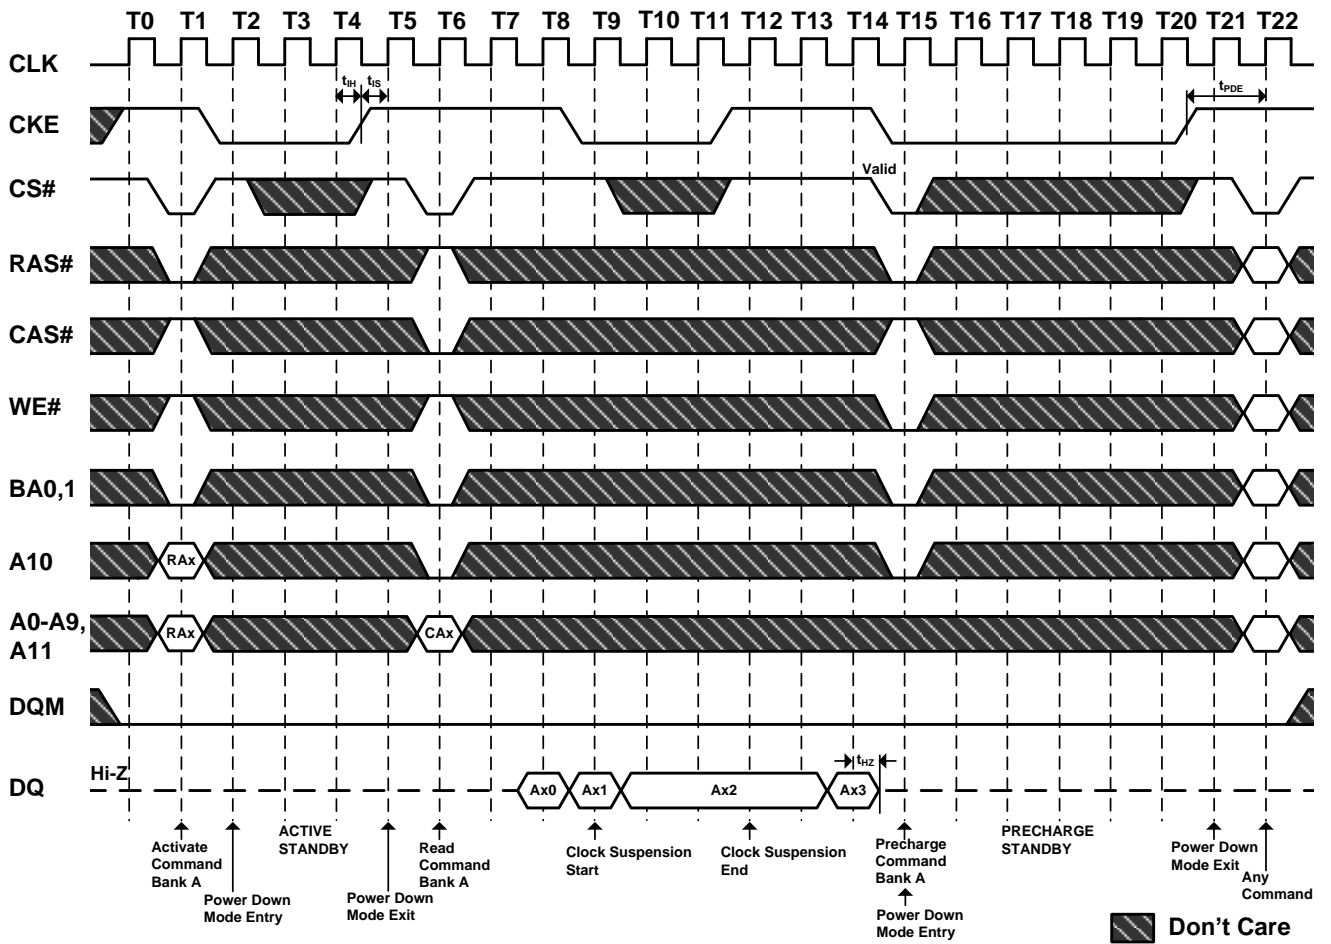 T0 T1 T2 T3 T4 T5 T6 T7 T8 T9 T10 T11 T12 T13 T14 T15 T16 T17 T18 T19 T20 T21 T22
CLK
tIH tIS tPDE
CKE
Valid
CS#
RAS#
CAS#
WE#
BA0,1
A10
RAx
A0-A9,
A11
RAx CAx
DQM
Hi-Z
DQ
tHZ
Ax0 Ax1 Ax2 Ax3
Activate
Command
Bank A
Power Down
Mode Entry
ACTIVE
STANDBY
Power Down
Mode Exit
Read
Command
Bank A
Clock Suspension
Start
Clock Suspension
End
Precharge
Command
Bank A
Power Down
Mode Entry
PRECHARGE
STANDBY
Power Down
Mode Exit
Any
Command
Don't Care